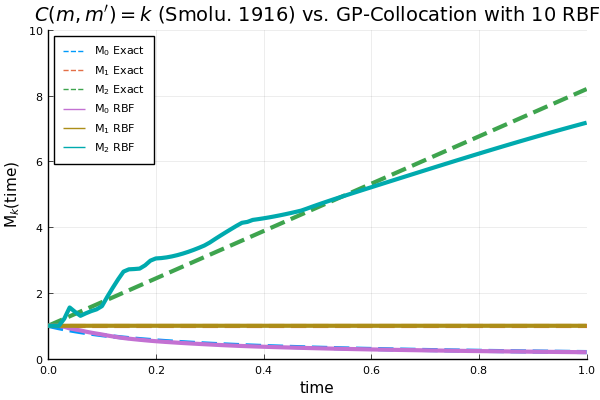 C(m, m′) = k (Smolu. 1916) vs. GP-Collocation with 10 RBF
M₀ Exact
M₁ Exact
M₂ Exact
M₀ RBF
M₁ RBF
M₂ RBF
Mₖ(time)
10
8
6
4
2
0
0.0 0.2 0.4 0.6 0.8 1.0
time